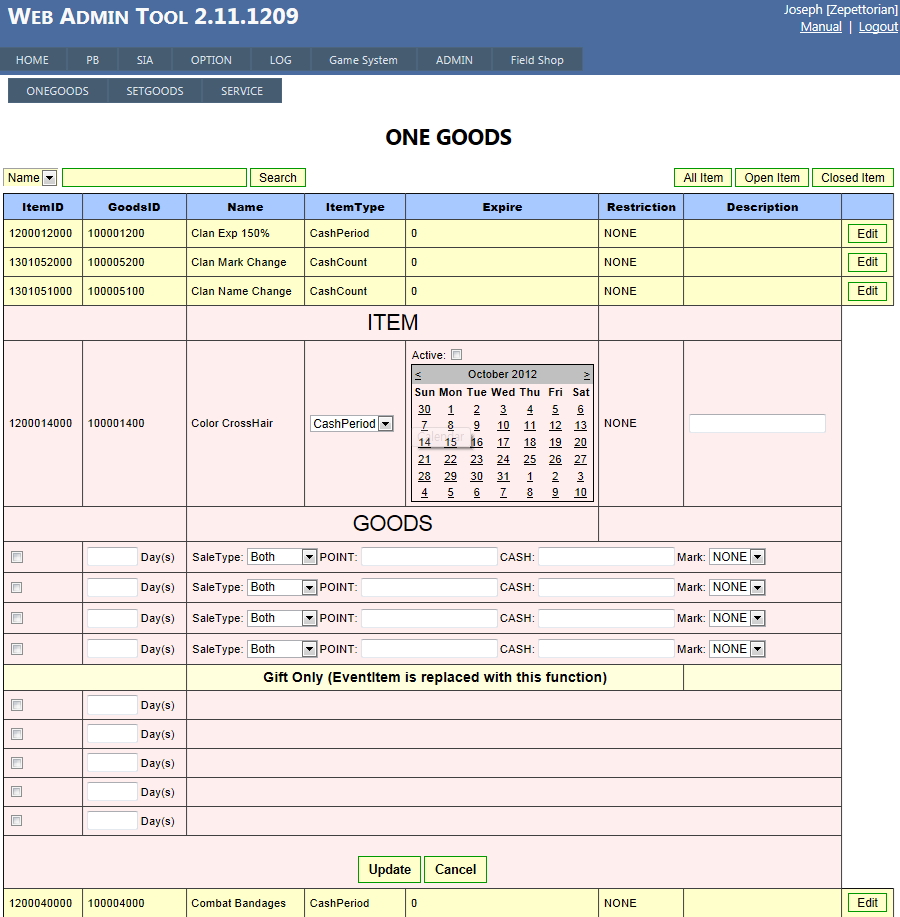 WEB ADMIN TOOL 2.11.1209
Joseph [Zepettorian]
Manual | Logout
HOME PB SIA OPTION LOG Game System ADMIN Field Shop
ONEGOODS SETGOODS SERVICE
ONE GOODS
Name Search All Item Open Item Closed Item
ItemID GoodsID Name ItemType Expire Restriction Description
1200012000 100001200 Clan Exp 150% CashPeriod 0 NONE Edit
1301052000 100005200 Clan Mark Change CashCount 0 NONE Edit
1301051000 100005100 Clan Name Change CashCount 0 NONE Edit
ITEM
Active:
< October 2012 >
Sun Mon Tue Wed Thu Fri Sat
30 1 2 3 4 5 6
7 8 9 10 11 12 13
1200014000 100001400 Color CrossHair CashPeriod NONE
14 15 16 17 18 19 20
21 22 23 24 25 26 27
28 29 30 31 1 2 3
4 5 6 7 8 9 10
GOODS
Day(s) SaleType: Both POINT: CASH: Mark: NONE
Day(s) SaleType: Both POINT: CASH: Mark: NONE
Day(s) SaleType: Both POINT: CASH: Mark: NONE
Day(s) SaleType: Both POINT: CASH: Mark: NONE
Gift Only (EventItem is replaced with this function)
Day(s)
Day(s)
Day(s)
Day(s)
Day(s)
Update Cancel
1200040000 100004000 Combat Bandages CashPeriod 0 NONE Edit